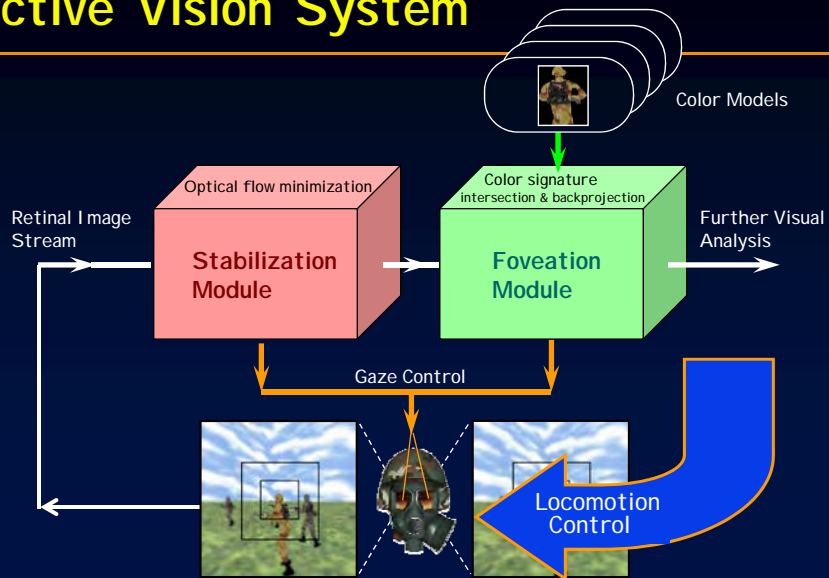 ctive Vision System
Color Models
Optical flow minimization
Color signature
intersection & backprojection
Retinal Image
Stream
Further Visual
Analysis
Stabilization
Module
Foveation
Module
Gaze Control
Locomotion
Control